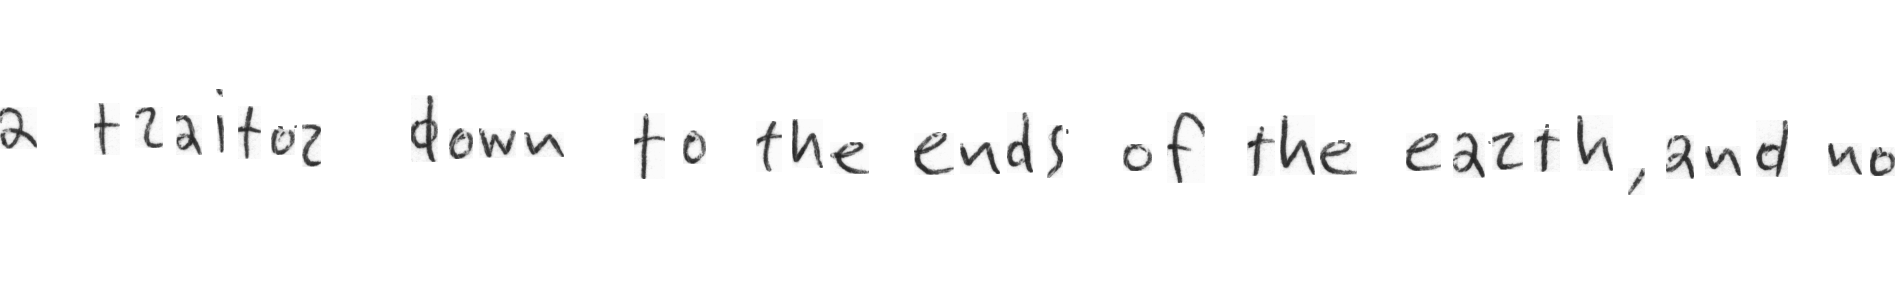 a traitor down to the ends of the earth, and no